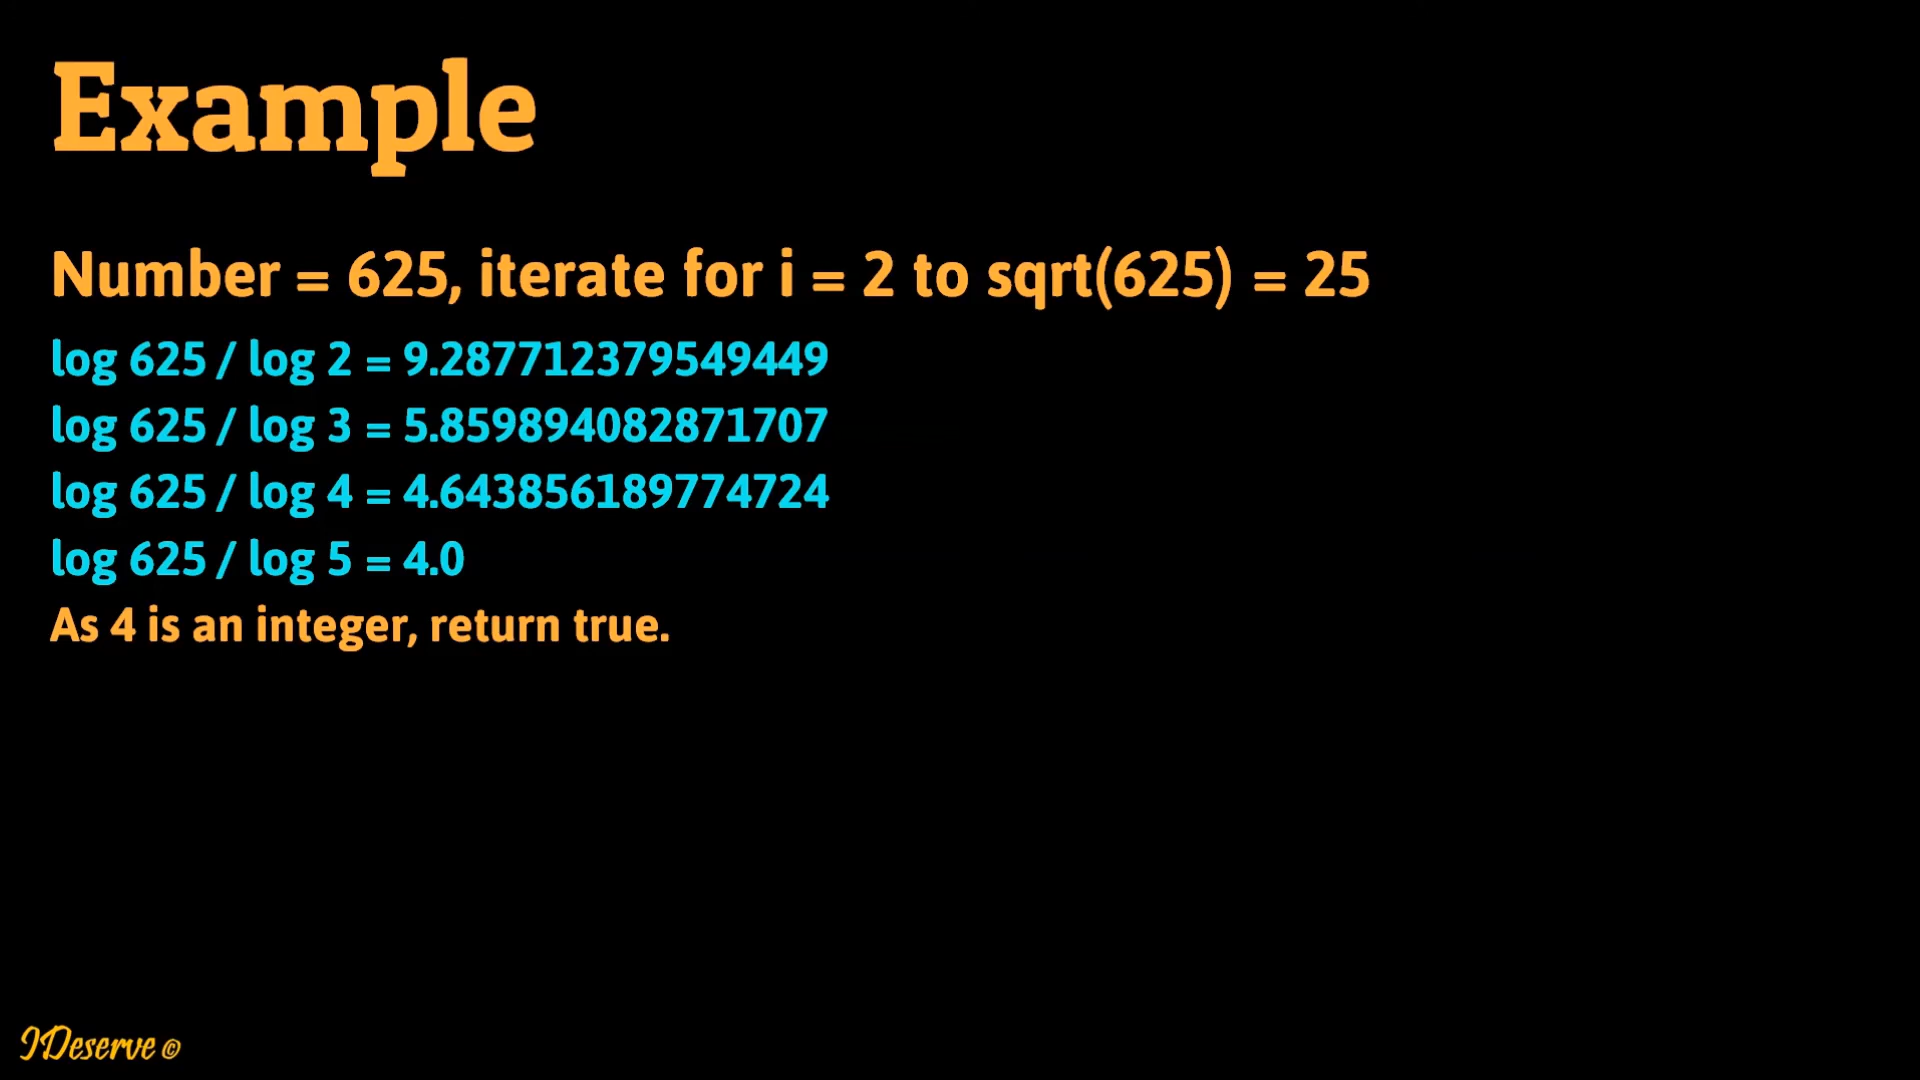 Example
Number = 625, iterate for i = 2 to sqrt(625) = 25
log 625 / log 2 = 9.287712379549449
log 625 / log 3 = 5.859894082871707
log 625 / log 4 = 4.643856189774724
log 625 / log 5 = 4.0
As 4 is an integer, return true.
IDeserve ©